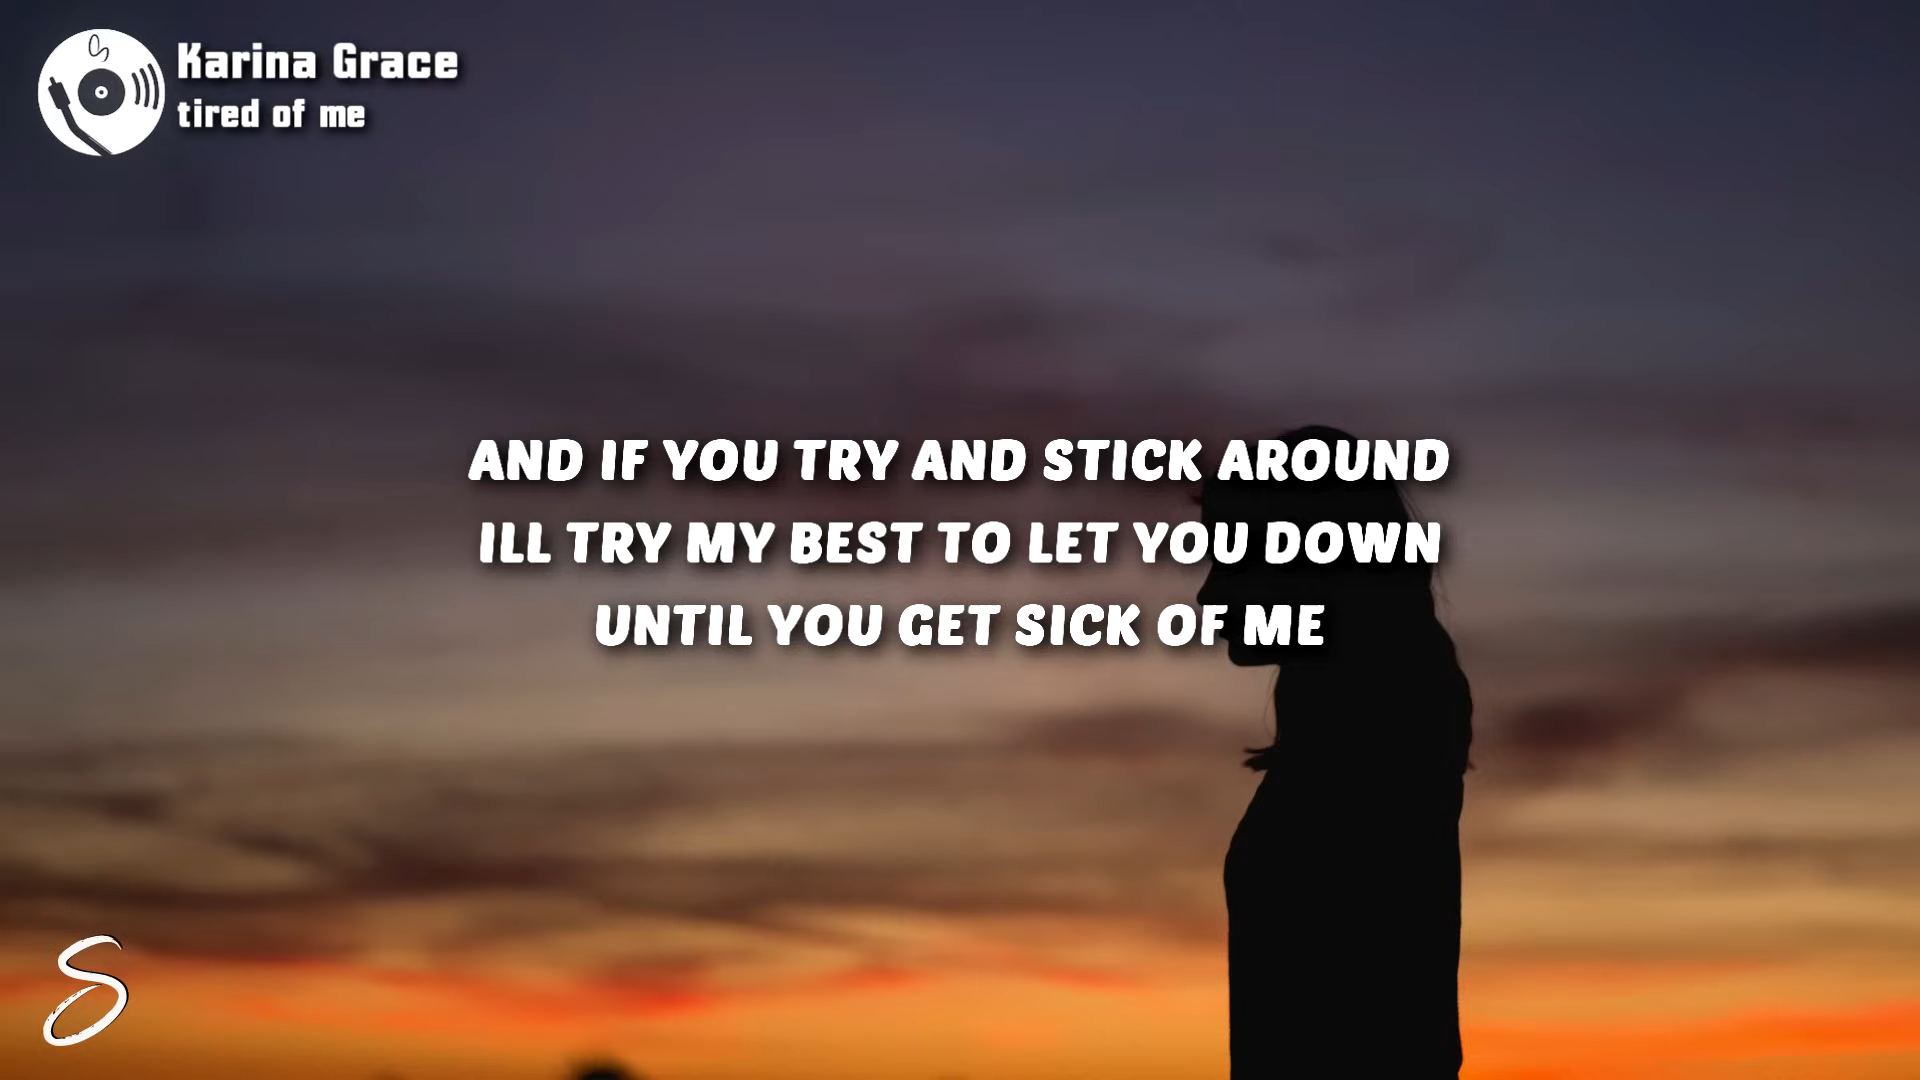 Karina Grace
tired of me
AND IF YOU TRY AND STICK AROUND
ILL TRY MY BEST TO LET YOU DOWN
UNTIL YOU GET SICK OF ME
S